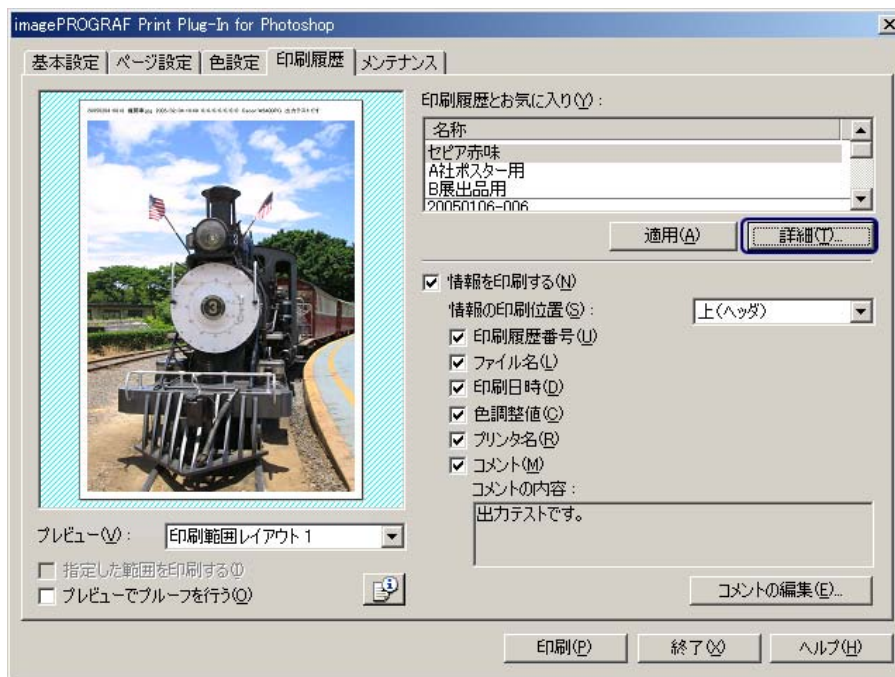 imagePROGRAF Print Plug-In for Photoshop
基本設定 ページ設定 色設定 印刷履歴 メンテナンス
印刷履歴とお気に入り(Y):
名称
セピア赤味
A社ポスター用
B展出品用
20050106-006
適用(A) 詳細(T)...
情報を印刷する(N)
情報の印刷位置(S): 上(ヘッダ)
印刷履歴番号(U)
ファイル名(L)
印刷日時(D)
色調整値(C)
プリンタ名(R)
コメント(M)
コメントの内容:
出力テストです。
3
プレビュー(V): 印刷範囲レイアウト 1
指定した範囲を印刷する(I)
プレビューでプルーフを行う(O)
コメントの編集(E)...
印刷(P) 終了(X) ヘルプ(H)